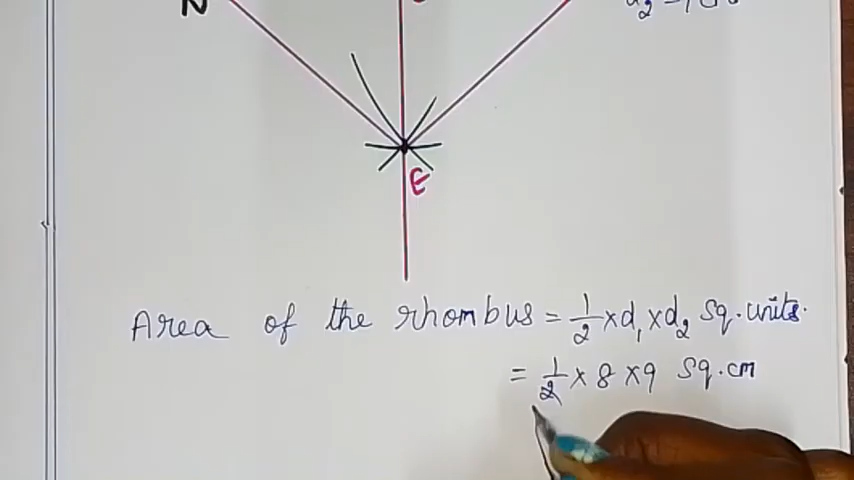 N
E
Area of the rhombus = 1/2 × d₁ × d₂ Sq. units.
= 1/2 × 8 × 9 Sq. cm